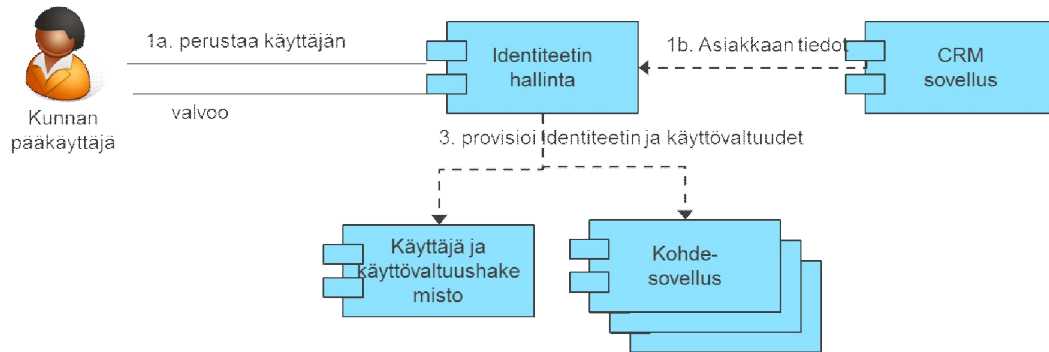 1a. perustaa käyttäjän
valvoo
Kunnan
pääkäyttäjä
Identiteetin
hallinta
1b. Asiakkaan tiedot
CRM
sovellus
3. provisioi Identiteetin ja käyttövaltuudet
Käyttäjä ja
käyttövaltuushake
misto
Kohde-
sovellus